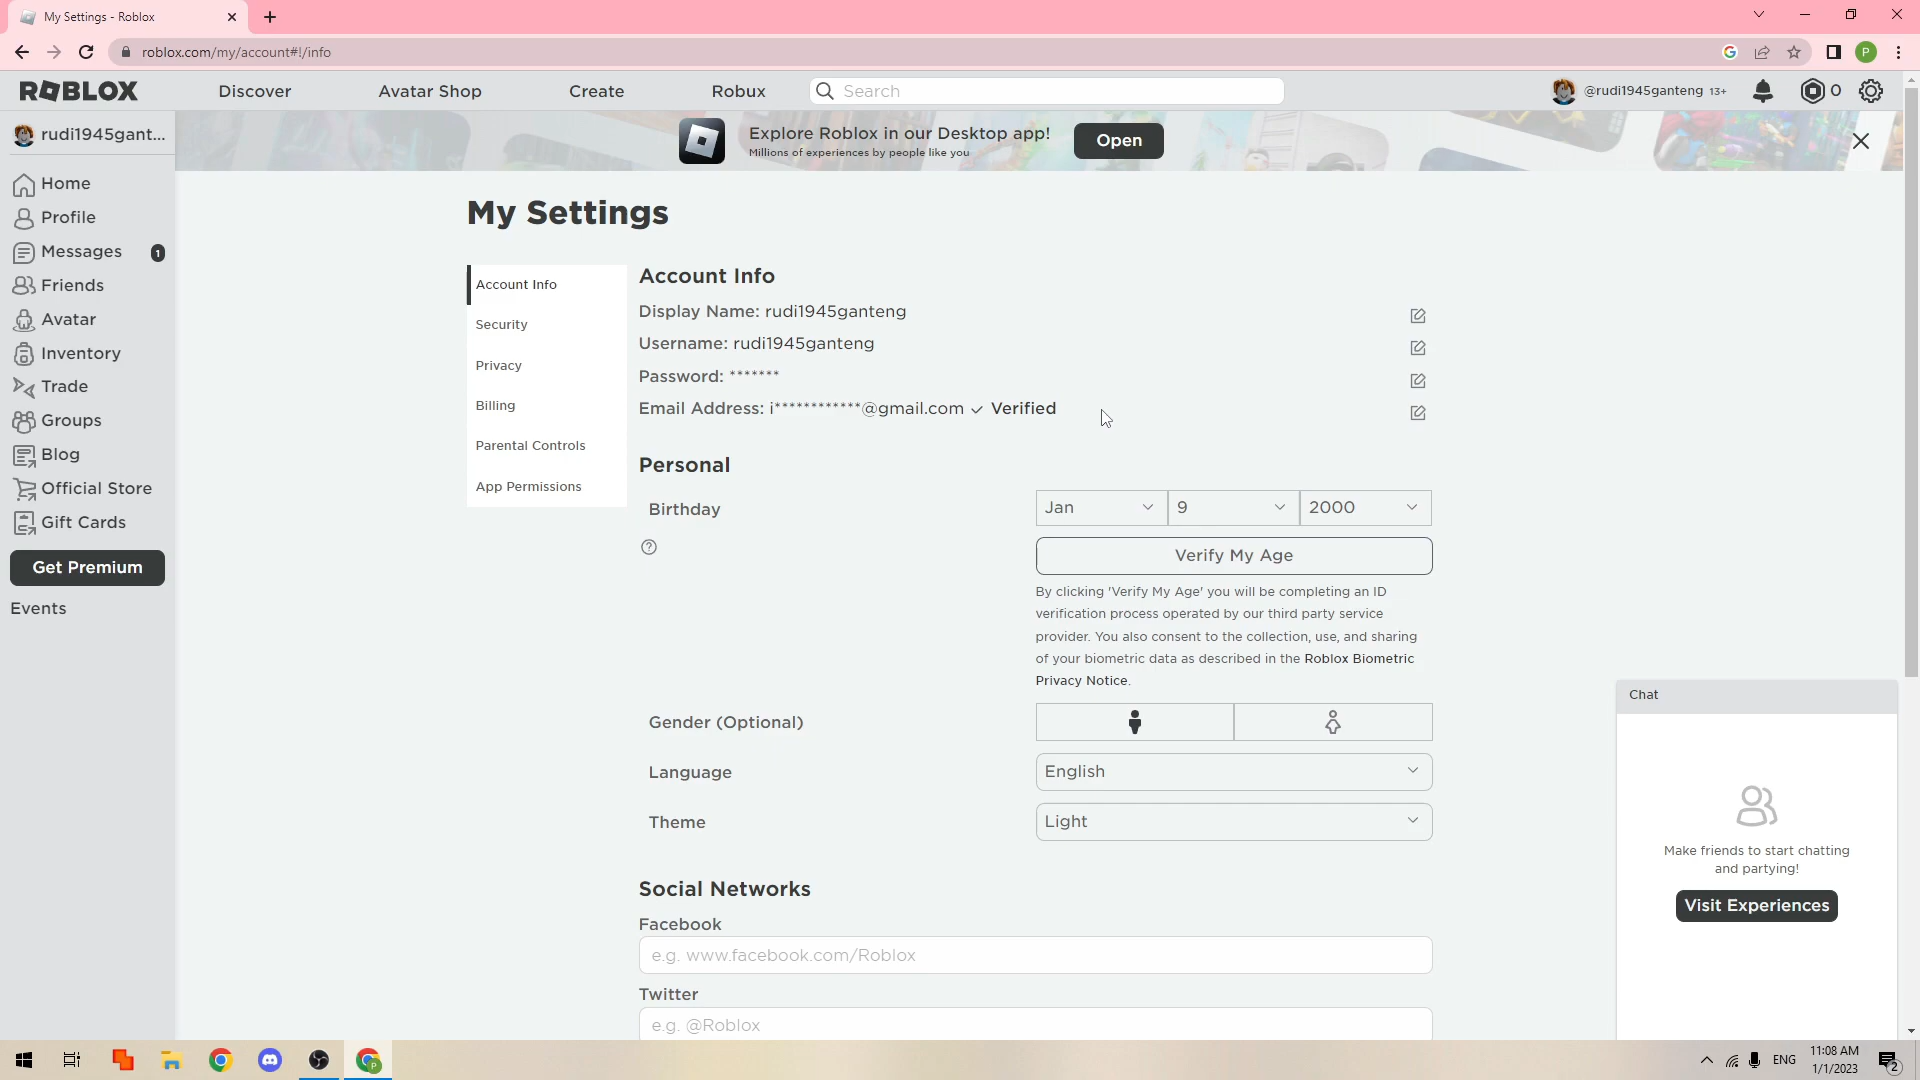 My Settings - Roblox
roblox.com/my/account#!/info
P
ROBLOX
Discover
Avatar Shop
Create
Robux
Search
@rudi1945ganteng 13+
0
rudi1945gant...
Explore Roblox in our Desktop app!
Millions of experiences by people like you
Open
Home
Profile
Messages
1
Friends
Avatar
Inventory
Trade
Groups
Blog
Official Store
Gift Cards
Get Premium
Events
My Settings
Account Info
Security
Privacy
Billing
Parental Controls
App Permissions
Account Info
Display Name: rudi1945ganteng
Username: rudi1945ganteng
Password: *******
Email Address: i************@gmail.com ✓ Verified
Personal
Birthday
Jan
9
2000
Verify My Age
By clicking 'Verify My Age' you will be completing an ID
verification process operated by our third party service
provider. You also consent to the collection, use, and sharing
of your biometric data as described in the Roblox Biometric
Privacy Notice.
Gender (Optional)
Language
English
Theme
Light
Social Networks
Facebook
e.g. www.facebook.com/Roblox
Twitter
e.g. @Roblox
Chat
Make friends to start chatting
and partying!
Visit Experiences
P
ENG
11:08 AM
1/1/2023
2